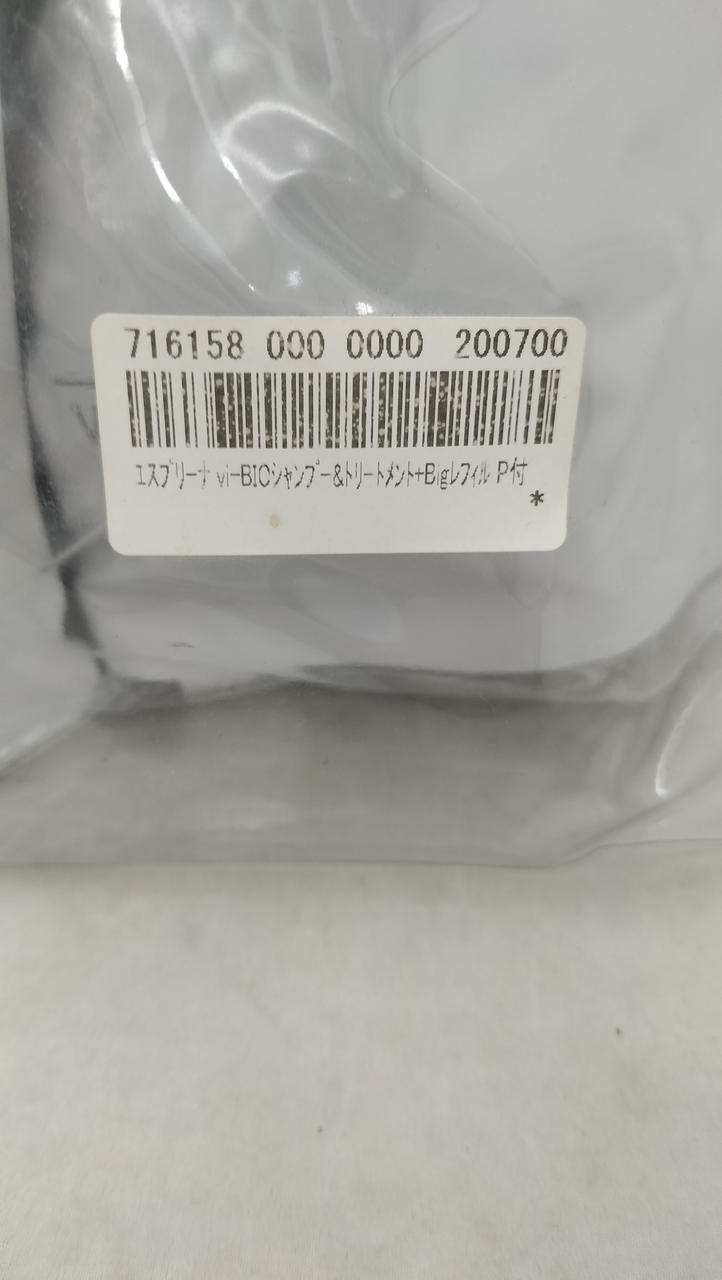 716158 000 0000 200700
ｴｽﾌﾟﾘｰﾅ vi-BIOｼｬﾝﾌﾟｰ&ﾄﾘｰﾄﾒﾝﾄ+Bigﾚﾌｨﾙ P付
*